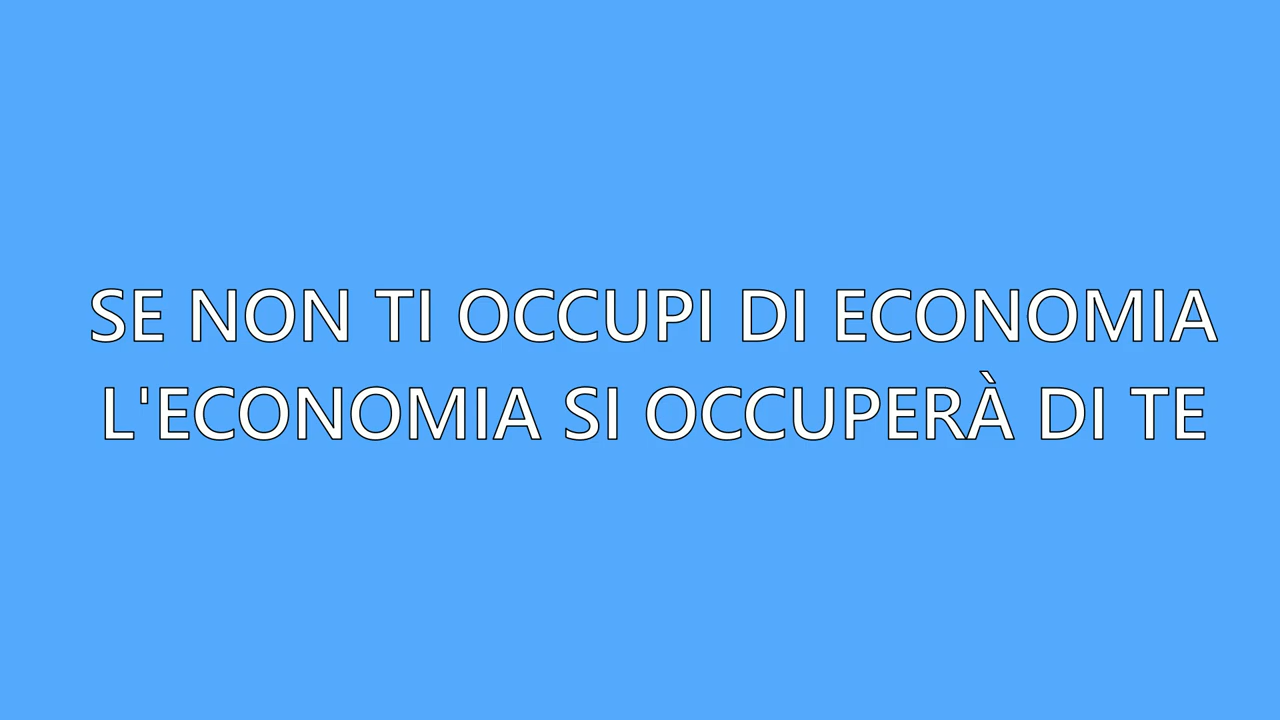 SE NON TI OCCUPI DI ECONOMIA
L'ECONOMIA SI OCCUPERÀ DI TE